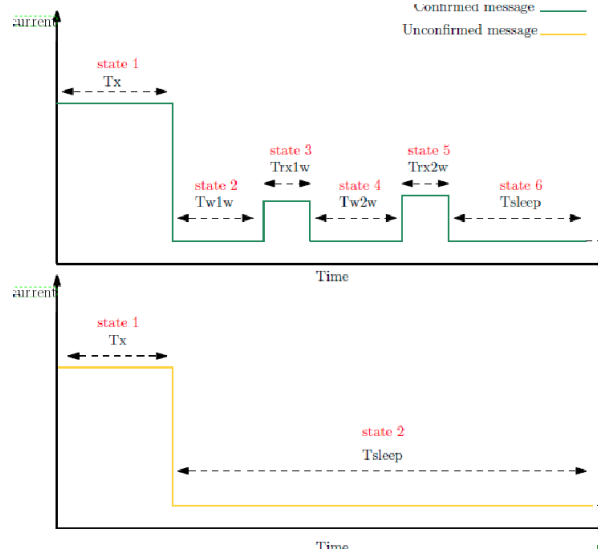 Confirmed message
current
Unconfirmed message
state 1
Tx
state 3
Trx1w
state 5
Trx2w
state 2
Tw1w
state 4
Tw2w
state 6
Tsleep
Time
current
state 1
Tx
state 2
Tsleep
Time